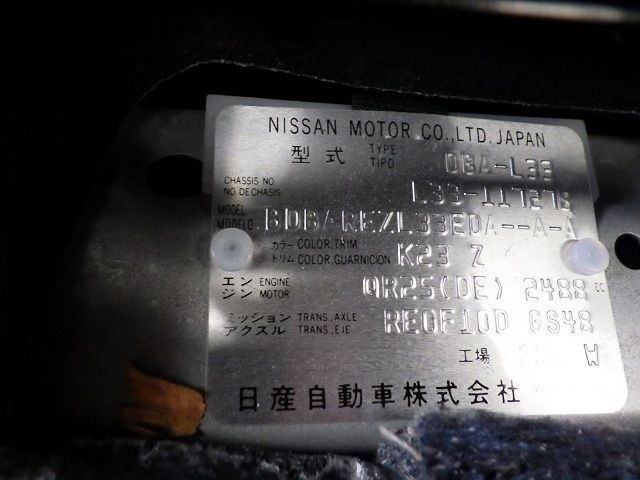 NISSAN MOTOR CO.,LTD. JAPAN
型式 TYPE TIPO DBA-L33
CHASSIS NO. NO. DE CHASIS L33-117278
MODEL MODELO BDBAREZL33EDA--A-A
カラー トリム COLOR,TRIM COLOR,GUARNICION K23 Z
エンジン ENGINE MOTOR QR25(DE) 2488 cc
ミッション アクスル TRANS.,AXLE TRANS.,EJE RE0F10D GS48
工場 PLANT W
日産自動車株式会社